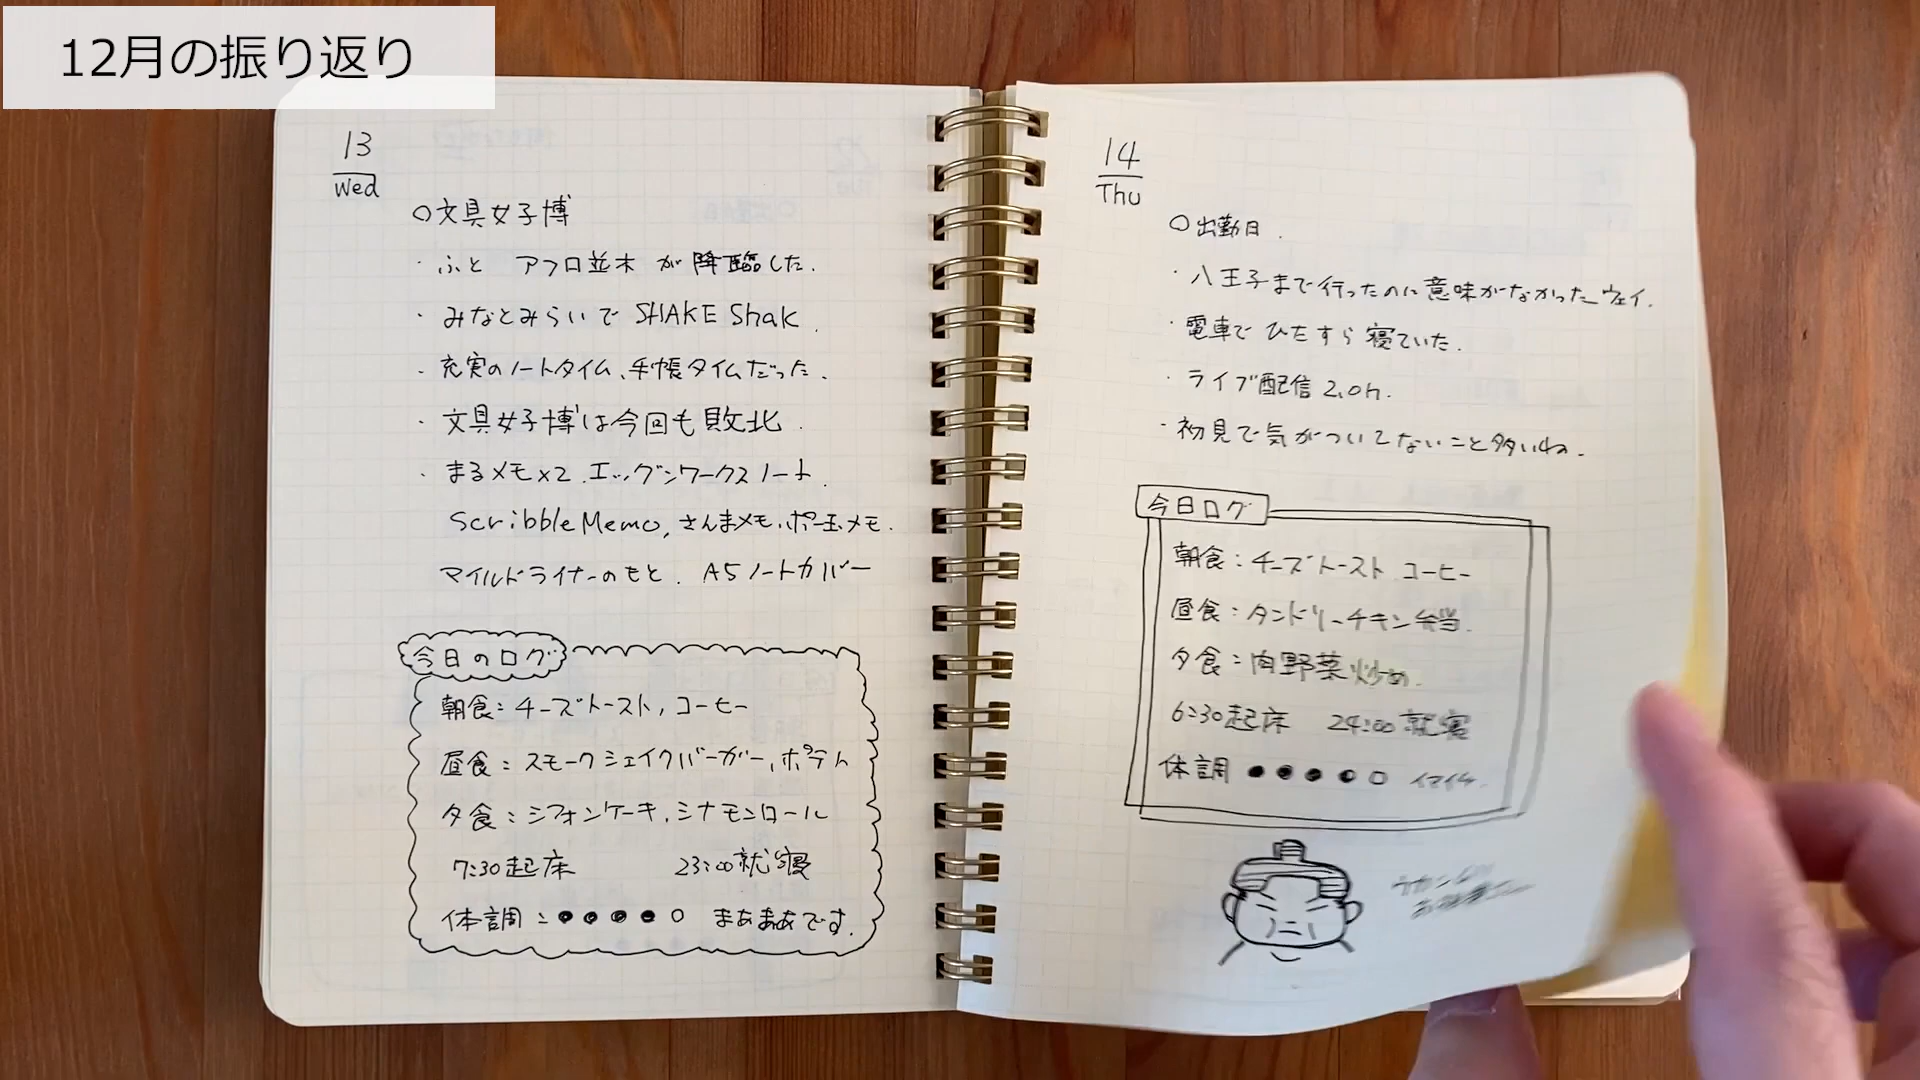 12月の振り返り
13
Wed
○文具女子博
・ふと アフロ並木 が降臨した.
・みなとみらいで SHAKE Shak.
・充実のノートタイム、手帳タイムだった.
・文具女子博は今回も敗北.
・まるメモx2. エッグシワークスノート.
Scribble Memo, さんまメモ, ポチ玉メモ.
マイルドライナーのもと. A5ノートカバー
今日のログ
朝食: チーズトースト, コーヒー
昼食: スモークシェイクバーガー, ポテト
夕食: シフォンケーキ, シナモンロール
7:30起床 23:00就寝
体調: ●●●●○ まあまあです.
14
Thu
○出勤日.
・八王子まで行ったのに意味がなかったウェイ.
・電車でひたすら寝ていた.
・ライブ配信 2.0h.
・初見で気がついてないこと多いね.
今日ログ
朝食: チーズトースト コーヒー
昼食: タンドリーチキン弁当.
夕食: 肉野菜炒め.
6:30起床 24:00就寝
体調 ●●●●○ イマイチ.